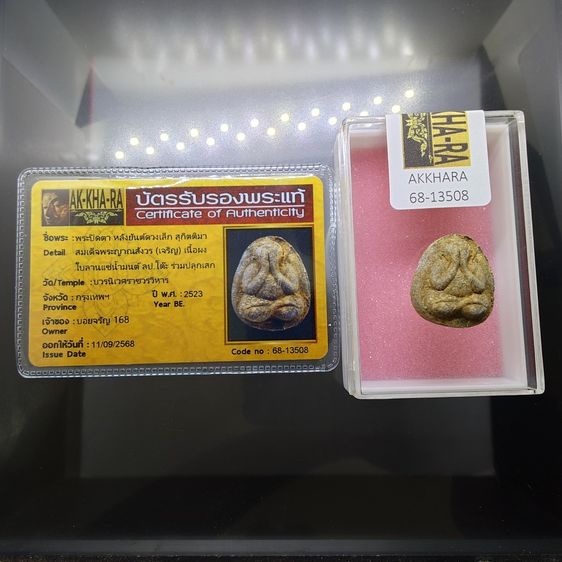 AK-KHA-RA
บัตรรับรองพระแท้
Certificate of Authenticity
ชื่อพระ : พระปิดตา หลังยันต์ดวงเล็ก สุกิตติมา
Detail สมเด็จพระญาณสังวร (เจริญ) เนื้อผง
ใบลานแช่น้ำมนต์ ลป.โต๊ะ ร่วมปลุกเสก
วัด/Temple : บวรนิเวศราชวรวิหาร
จังหวัด : กรุงเทพฯ ปี พ.ศ. : 2523
Province Year BE.
เจ้าของ : บอยจรัญ 168
Owner
ออกให้วันที่ : 11/09/2568
Issue Date Code no : 68-13508
AK-KHA-RA
AKKHARA
68-13508